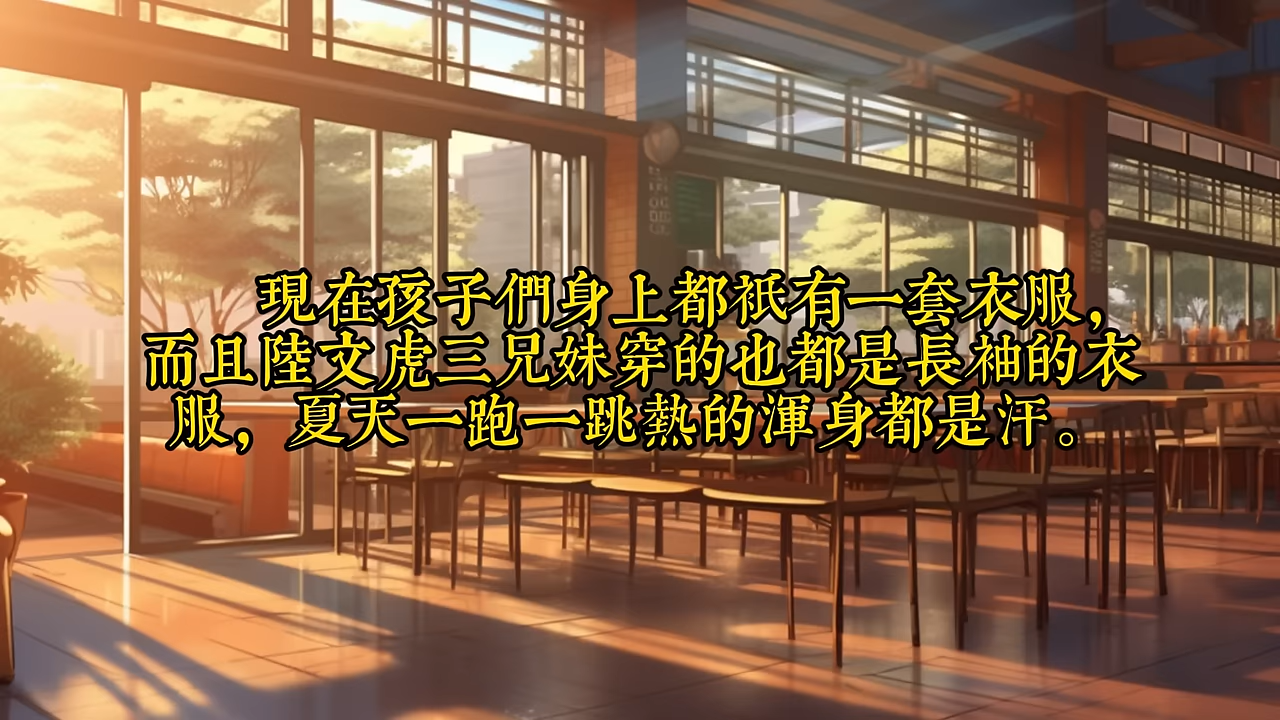 現在孩子們身上都祇有一套衣服，
而且陸文虎三兄妹穿的也都是長袖的衣
服，夏天一跑一跳熱的渾身都是汗。